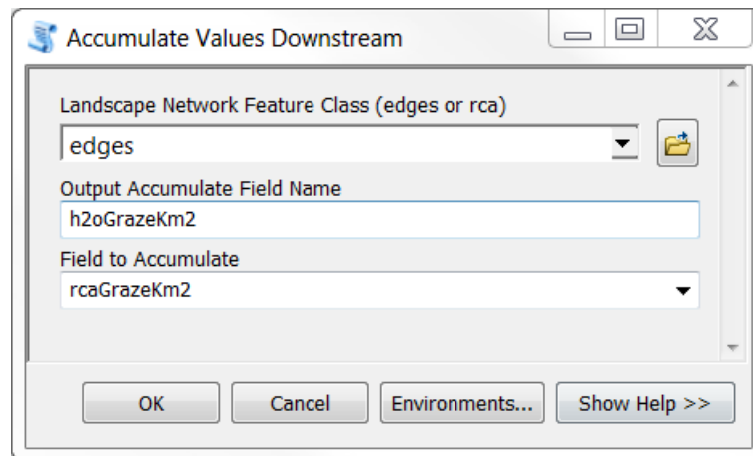 Accumulate Values Downstream
Landscape Network Feature Class (edges or rca)
edges
Output Accumulate Field Name
h2oGrazeKm2
Field to Accumulate
rcaGrazeKm2
OK Cancel Environments... Show Help >>